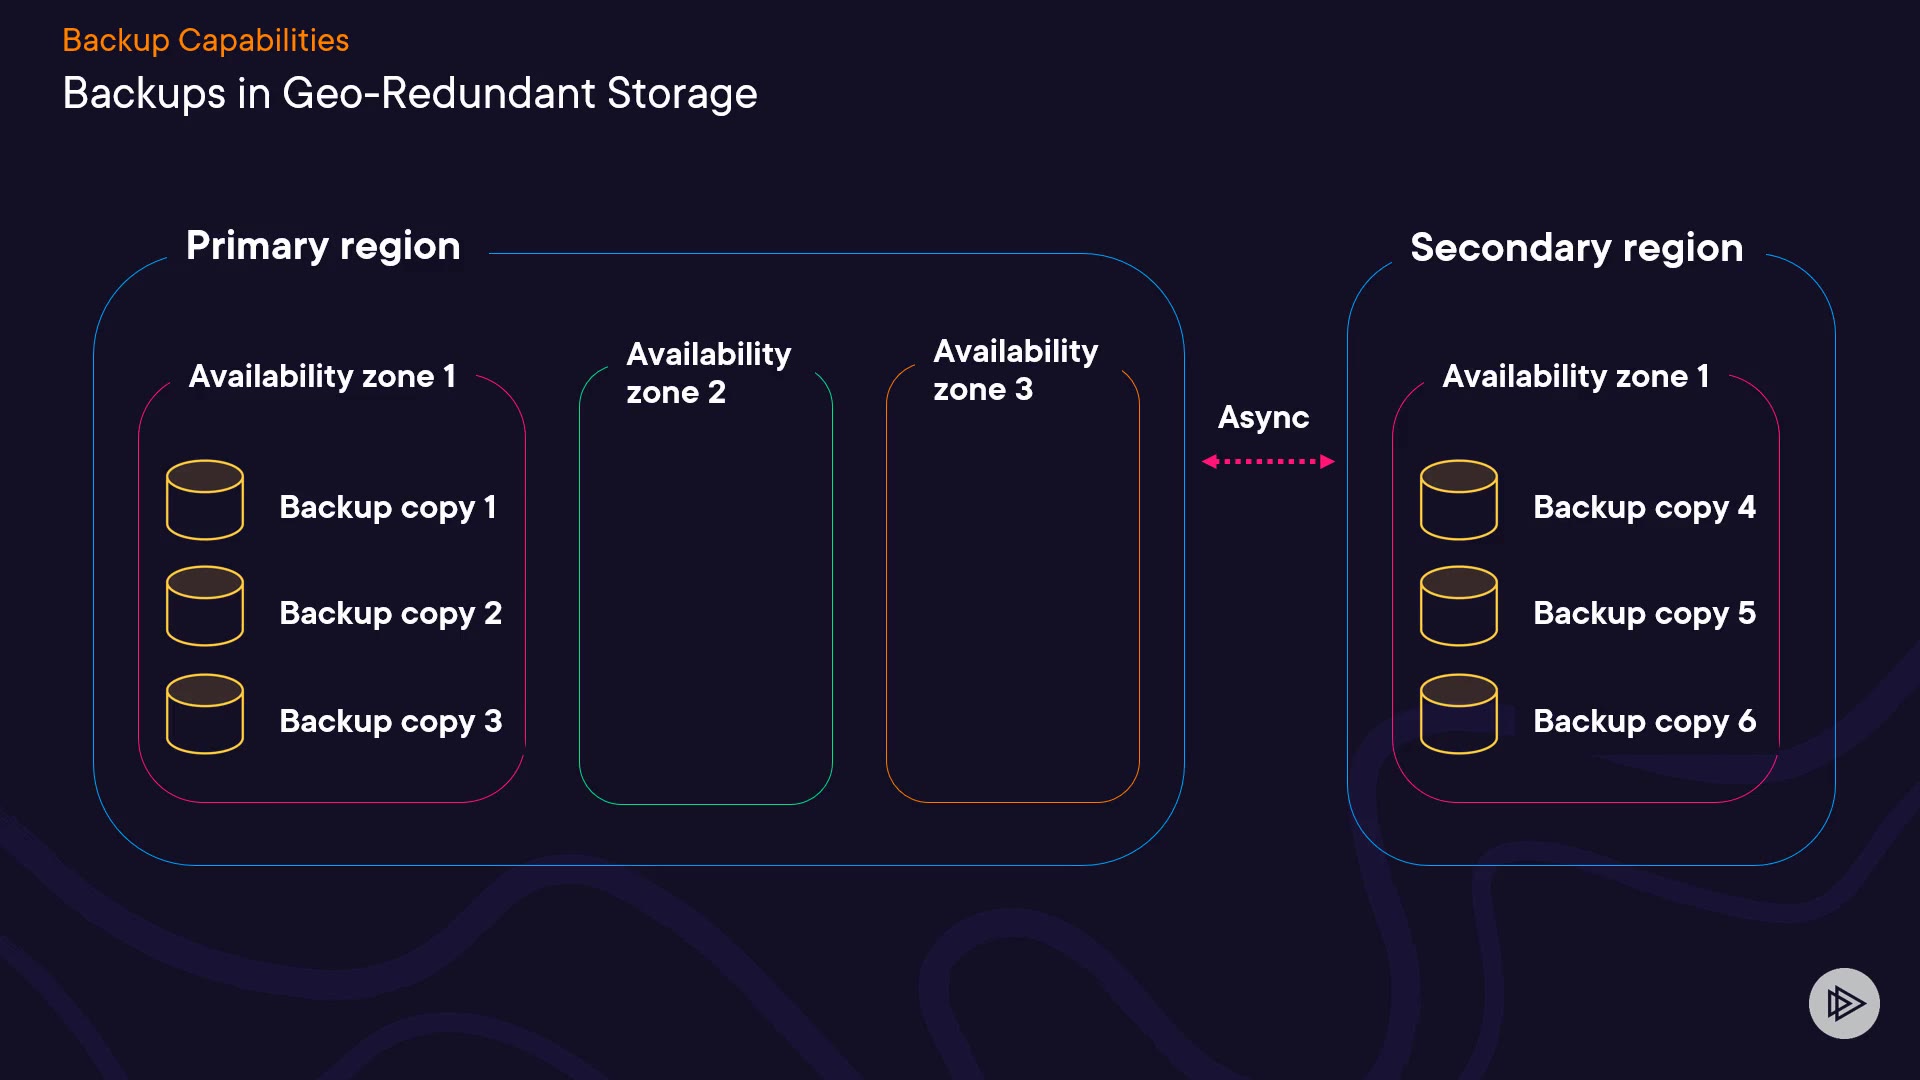 Backup Capabilities
Backups in Geo-Redundant Storage
Primary region
Availability zone 1
Backup copy 1
Backup copy 2
Backup copy 3
Availability
zone 2
Availability
zone 3
Async
Secondary region
Availability zone 1
Backup copy 4
Backup copy 5
Backup copy 6